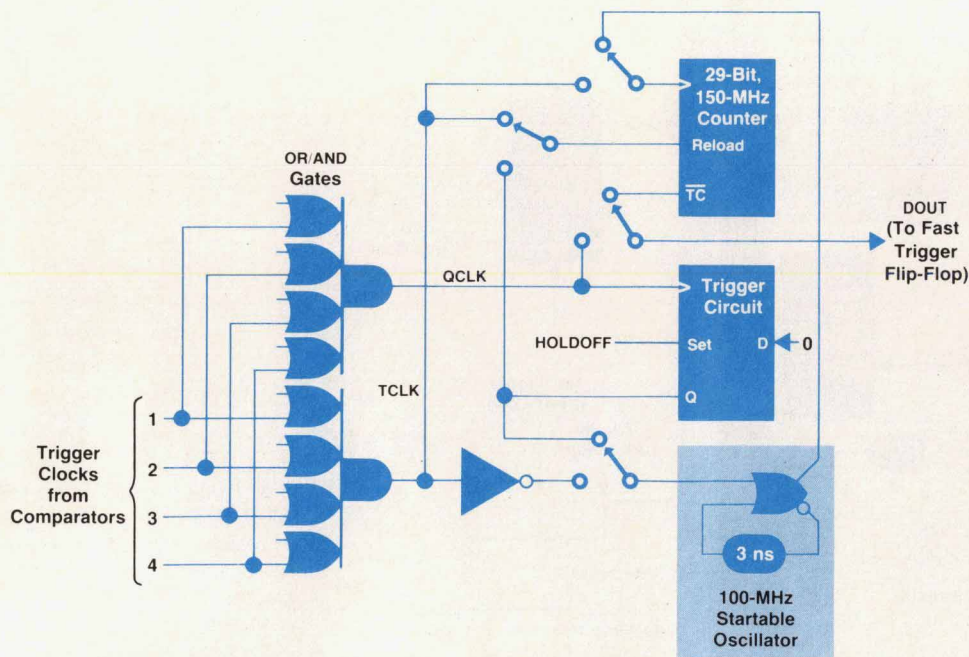 OR/AND
Gates
29-Bit,
150-MHz
Counter
Reload
TC
DOUT
(To Fast
Trigger
Flip-Flop)
QCLK
Trigger
Circuit
HOLDOFF
Set
D
0
Q
TCLK
Trigger
Clocks
from
Comparators
1
2
3
4
3 ns
100-MHz
Startable
Oscillator